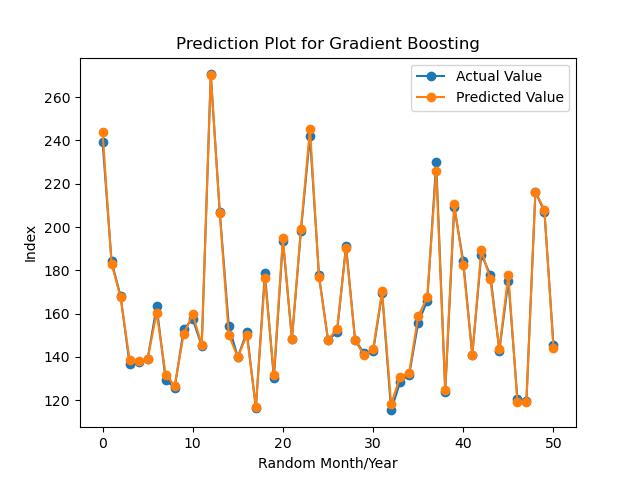 Prediction Plot for Gradient Boosting
Actual Value
Predicted Value
260
240
220
200
180
160
140
120
Index
0 10 20 30 40 50
Random Month/Year